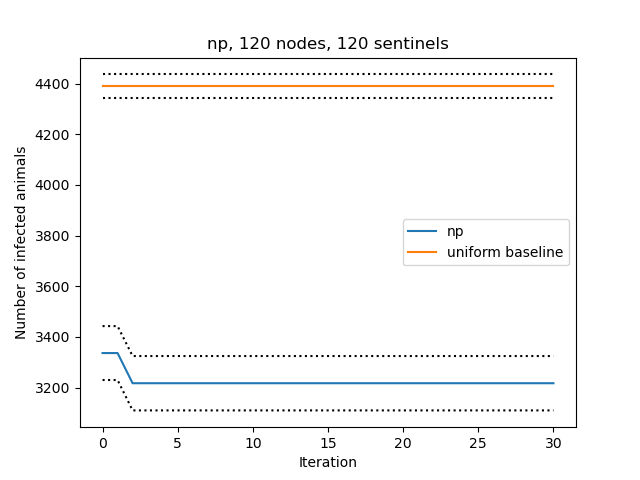 np, 120 nodes, 120 sentinels
Number of infected animals
4400
4200
4000
3800
3600
3400
3200
np
uniform baseline
0 5 10 15 20 25 30
Iteration